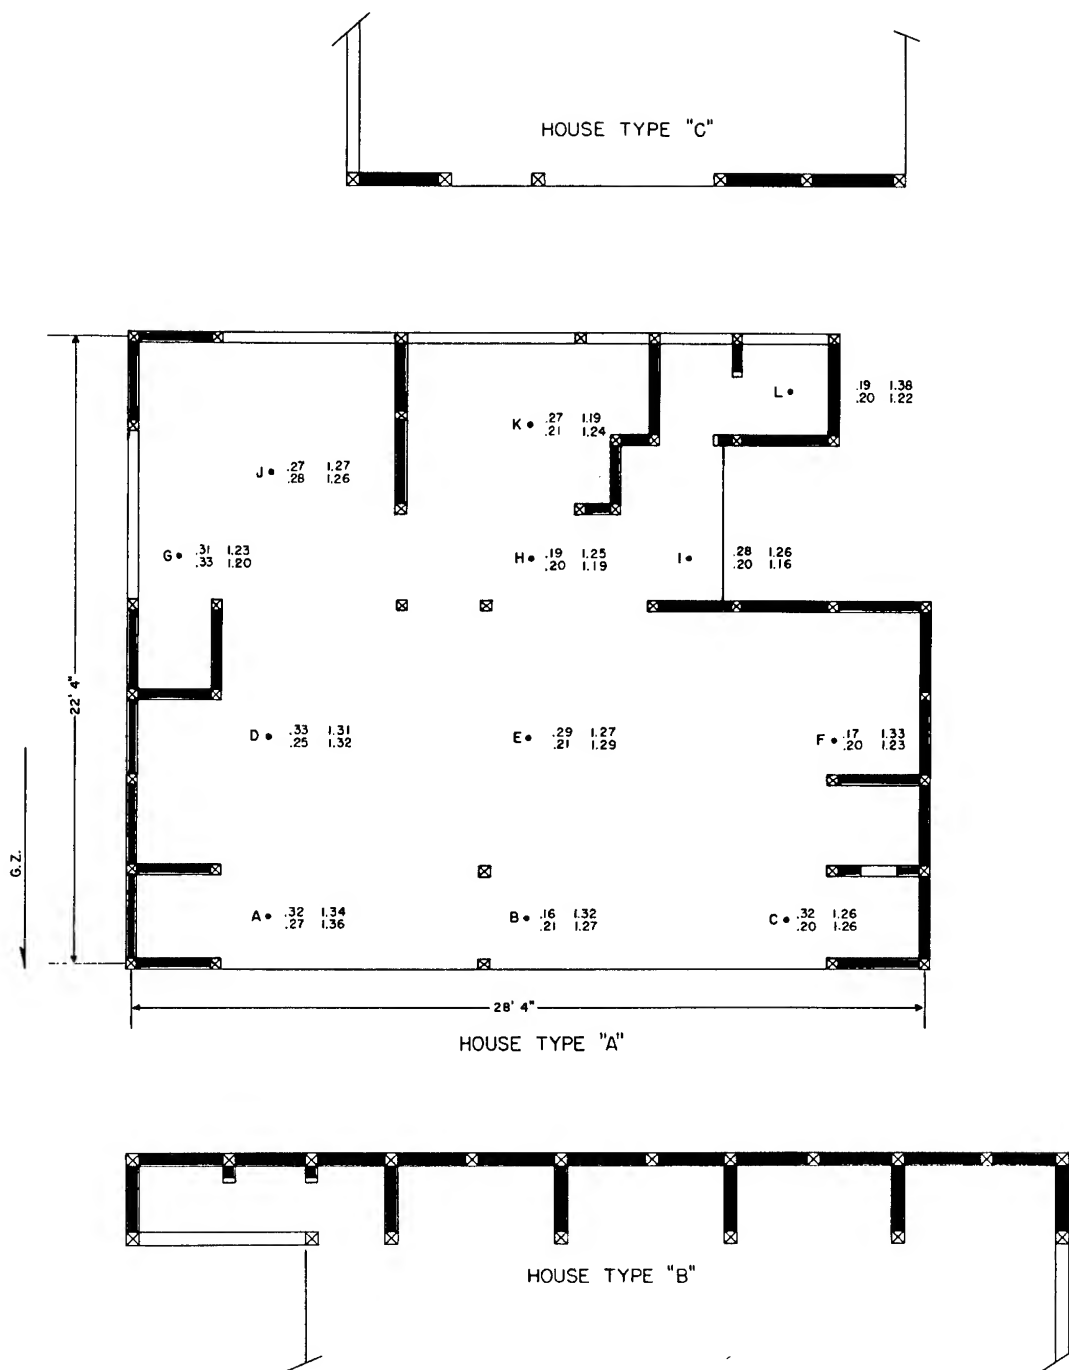 HOUSE TYPE "C"
L
.19 1.38
.20 1.22
K .27 1.19
.21 1.24
J .27 1.27
.28 1.26
G .31 1.23
.33 1.20
H .19 1.25
.20 1.19
I .28 1.26
.20 1.16
22' 4"
D .33 1.31
.25 1.32
E .29 1.27
.21 1.29
F .17 1.33
.20 1.23
G.Z.
A .32 1.34
.27 1.36
B .16 1.32
.21 1.27
C .32 1.26
.20 1.26
28' 4"
HOUSE TYPE "A"
HOUSE TYPE "B"